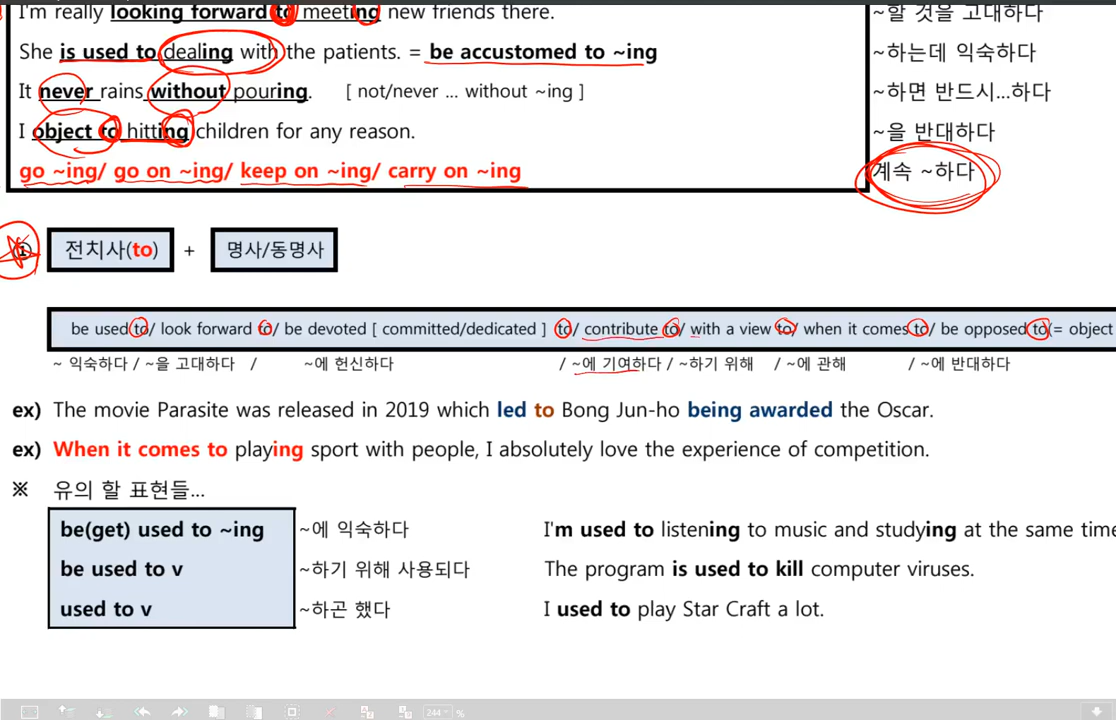 I'm really looking forward to meeting new friends there. ~할 것을 고대하다
She is used to dealing with the patients. = be accustomed to ~ing ~하는데 익숙하다
It never rains without pouring. [ not/never ... without ~ing ] ~하면 반드시...하다
I object to hitting children for any reason. ~을 반대하다
go ~ing/ go on ~ing/ keep on ~ing/ carry on ~ing 계속 ~하다
① 전치사(to) + 명사/동명사
be used to/ look forward to/ be devoted [ committed/dedicated ] to/ contribute to/ with a view to/ when it comes to/ be opposed to(= object
~ 익숙하다 / ~을 고대하다 / ~에 헌신하다 / ~에 기여하다 / ~하기 위해 / ~에 관해 / ~에 반대하다
ex) The movie Parasite was released in 2019 which led to Bong Jun-ho being awarded the Oscar.
ex) When it comes to playing sport with people, I absolutely love the experience of competition.
※ 유의 할 표현들...
be(get) used to ~ing ~에 익숙하다 I'm used to listening to music and studying at the same time
be used to v ~하기 위해 사용되다 The program is used to kill computer viruses.
used to v ~하곤 했다 I used to play Star Craft a lot.
244 %